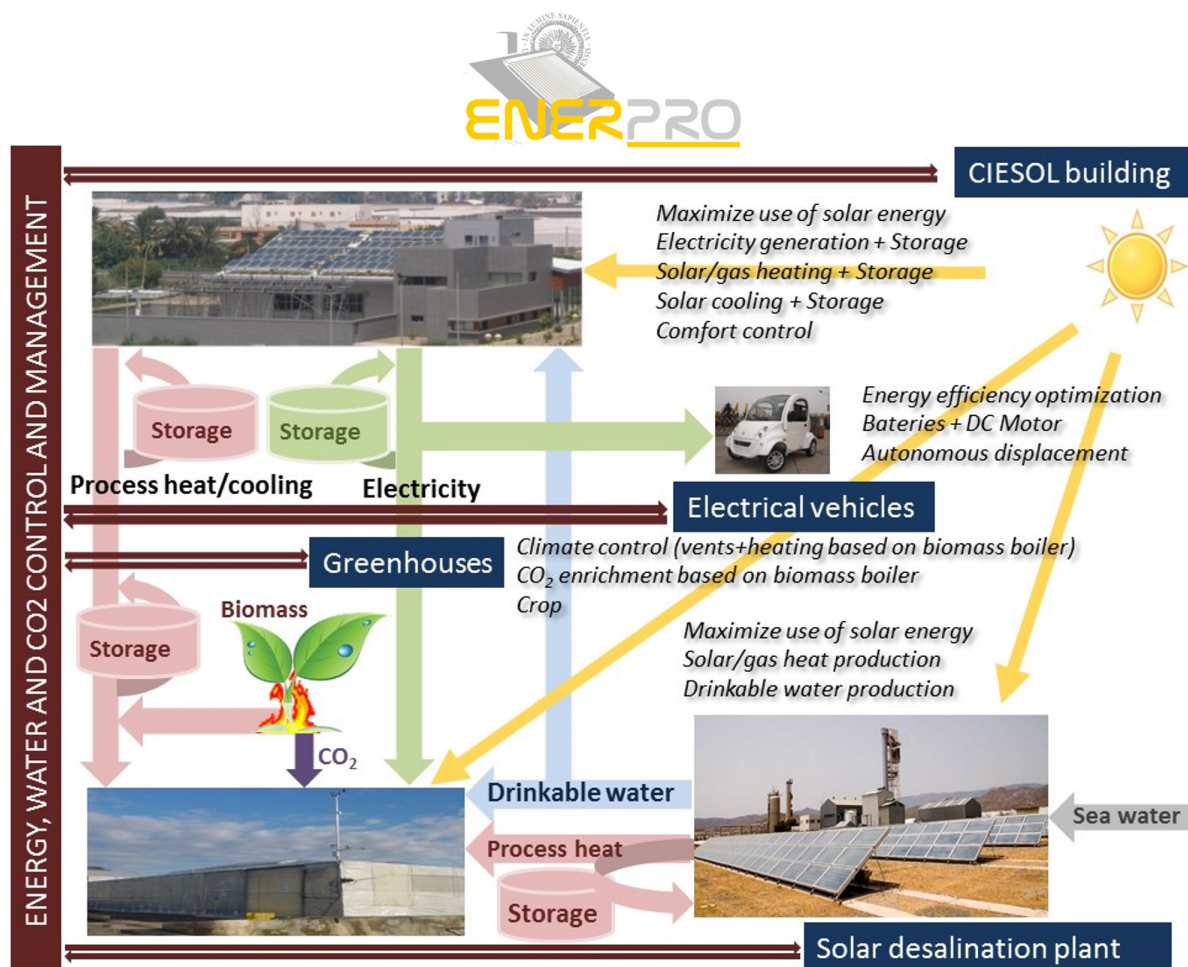 IN LUMINE SAPIENTIA
ENERPRO
ENERGY, WATER AND CO2 CONTROL AND MANAGEMENT
CIESOL building
Maximize use of solar energy
Electricity generation + Storage
Solar/gas heating + Storage
Solar cooling + Storage
Comfort control
Storage
Storage
Energy efficiency optimization
Bateries + DC Motor
Autonomous displacement
Process heat/cooling
Electricity
Electrical vehicles
Greenhouses
Climate control (vents+heating based on biomass boiler)
CO₂ enrichment based on biomass boiler
Crop
Biomass
Storage
Maximize use of solar energy
Solar/gas heat production
Drinkable water production
CO₂
Drinkable water
Sea water
Process heat
Storage
Solar desalination plant